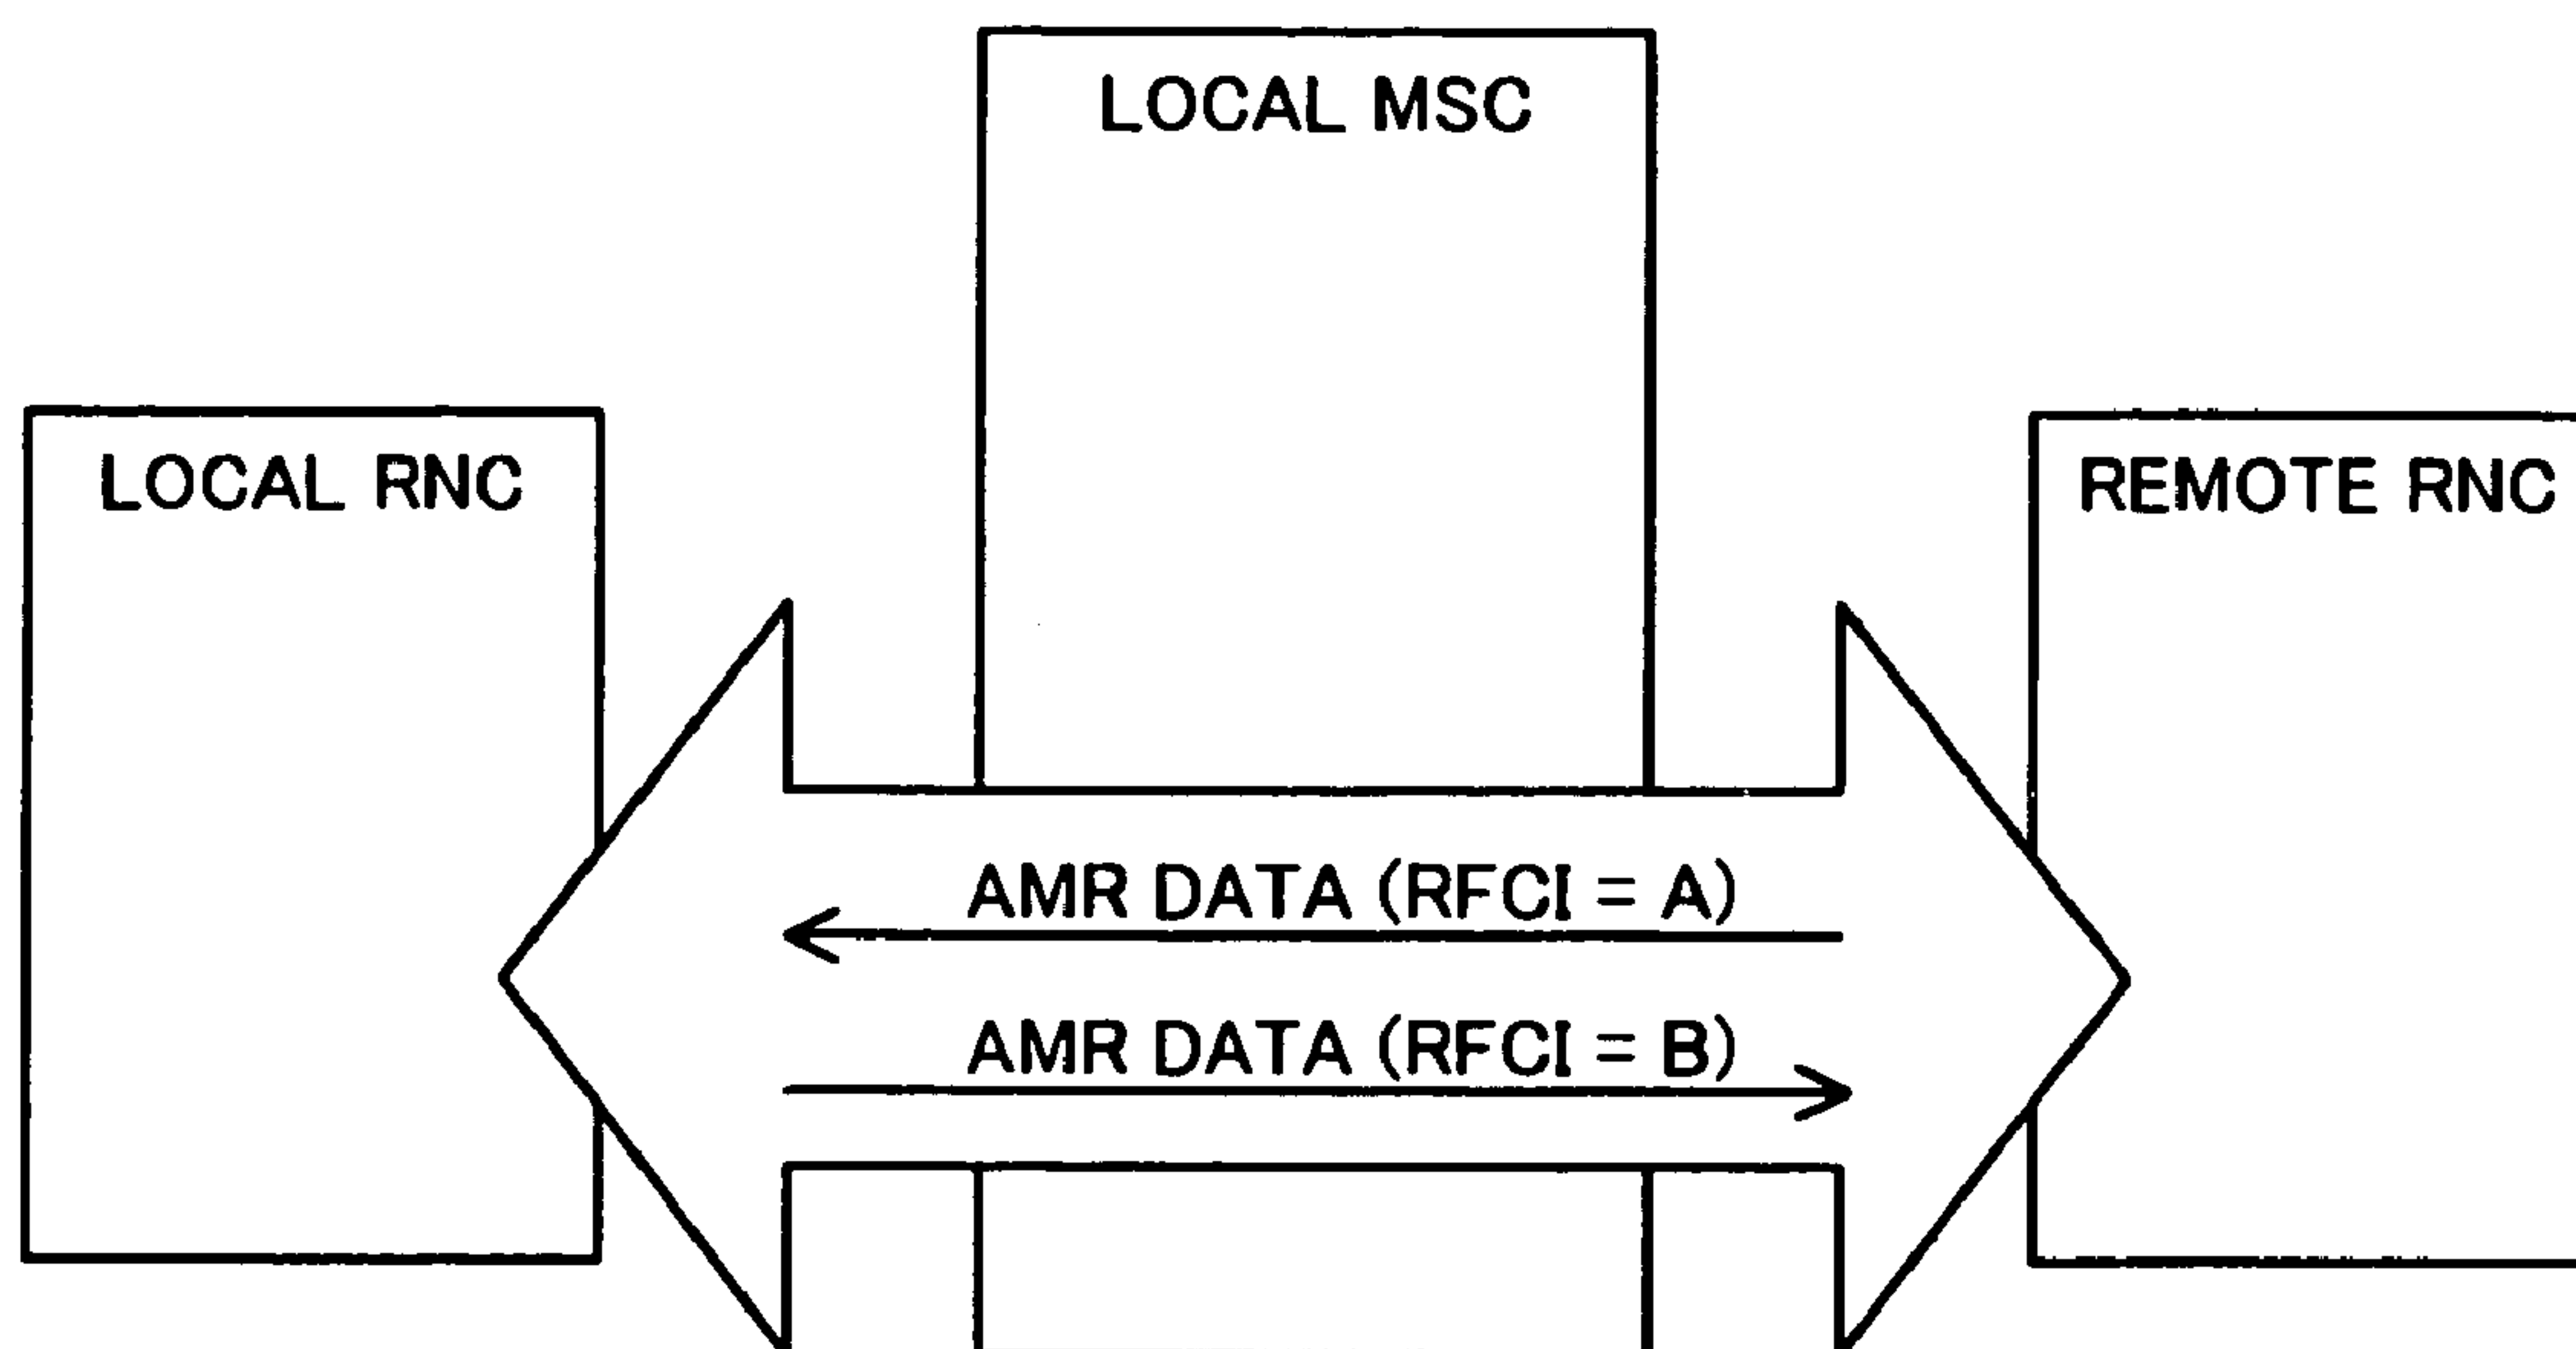 LOCAL MSC
LOCAL RNC
REMOTE RNC
AMR DATA (RFCI = A)
AMR DATA (RFCI = B)